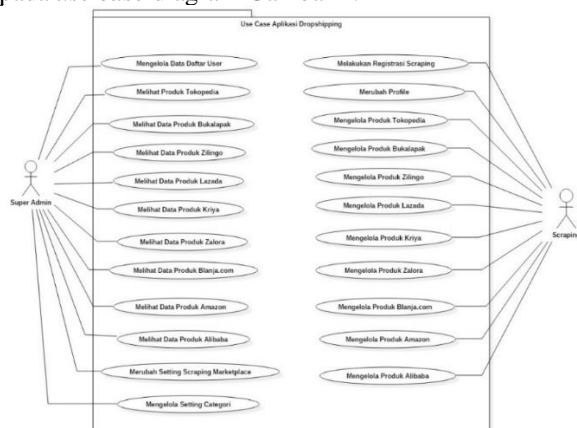 Use Case Aplikasi Dropshipping
Mengelola Data Daftar User
Melihat Produk Tokopedia
Melihat Data Produk Bukalapak
Melihat Data Produk Zilingo
Melihat Data Produk Lazada
Melihat Data Produk Kriya
Melihat Data Produk Zalora
Melihat Data Produk Blanja.com
Melihat Data Produk Amazon
Melihat Data Produk Alibaba
Merubah Setting Scraping Marketplace
Mengelola Setting Categori
Super Admin
Melakukan Registrasi Scraping
Merubah Profile
Mengelola Produk Tokopedia
Mengelola Produk Bukalapak
Mengelola Produk Zilingo
Mengelola Produk Lazada
Mengelola Produk Kriya
Mengelola Produk Zalora
Mengelola Produk Blanja.com
Mengelola Produk Amazon
Mengelola Produk Alibaba
Scrapin